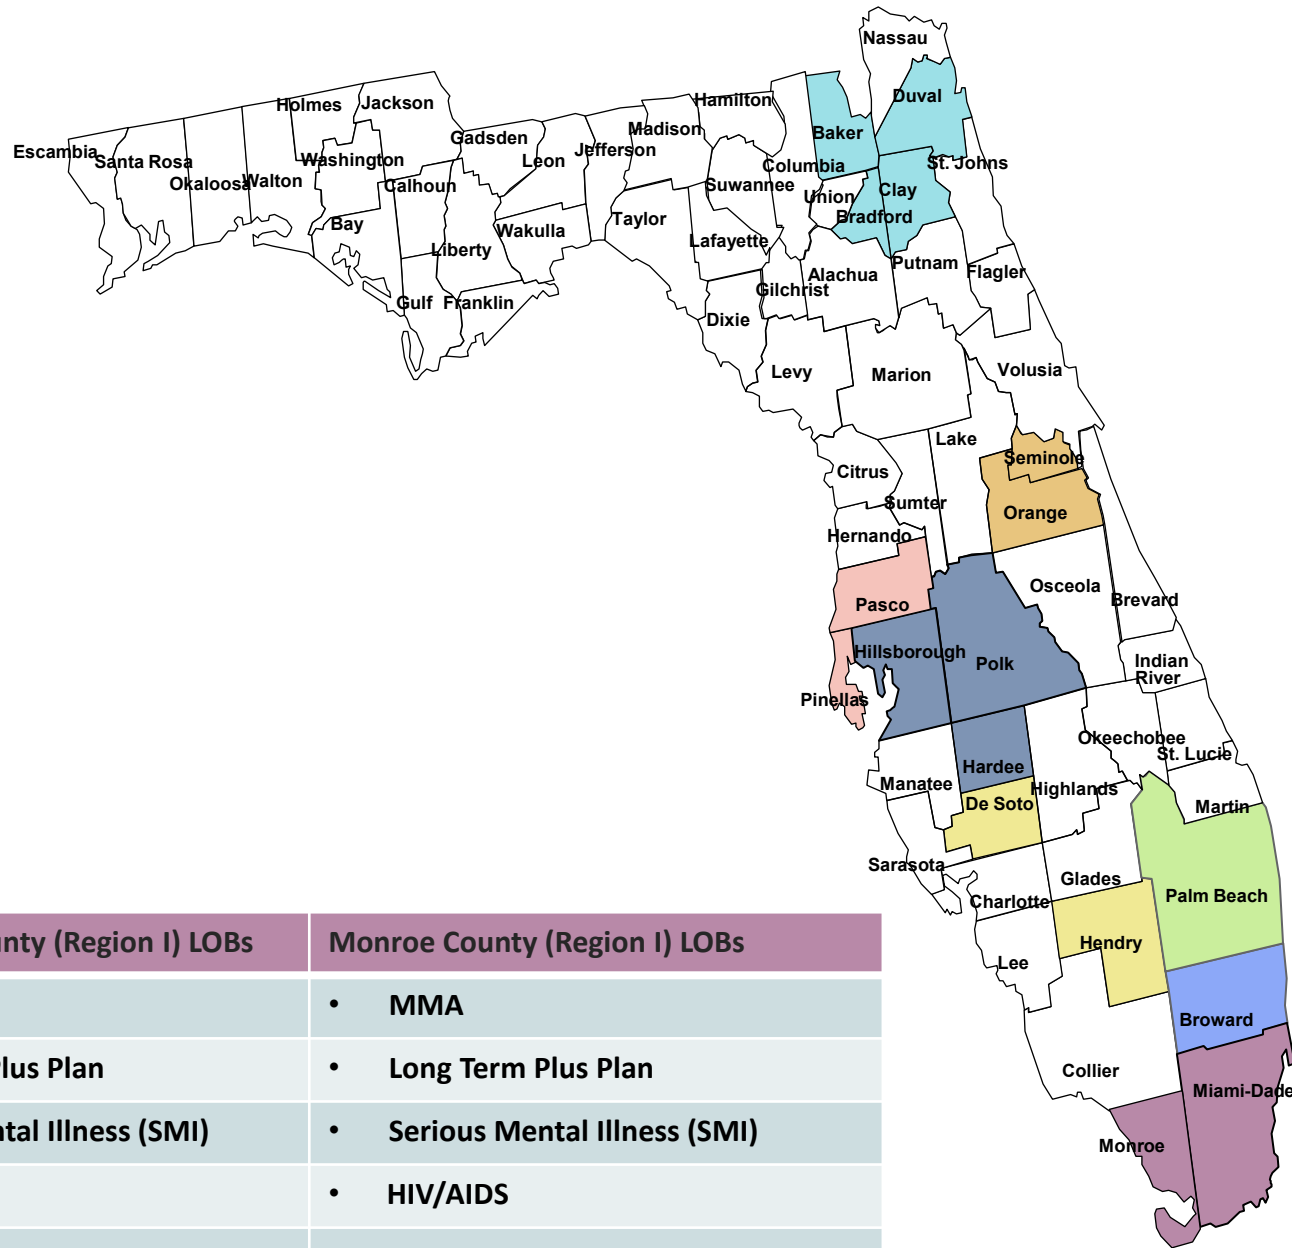 Nassau
Duval
Holmes
Jackson
Hamilton
Baker
Madison
Gadsden
Jefferson
Escambia
Santa Rosa
Washington
Leon
Columbia
St. Johns
Okaloosa
Walton
Calhoun
Suwannee
Union
Clay
Bradford
Bay
Taylor
Wakulla
Lafayette
Liberty
Putnam
Alachua
Flagler
Gilchrist
Gulf
Franklin
Dixie
Levy
Marion
Volusia
Lake
Seminole
Citrus
Sumter
Orange
Hernando
Osceola
Brevard
Pasco
Hillsborough
Polk
Indian
River
Pinellas
Okeechobee
St. Lucie
Hardee
Manatee
Highlands
De Soto
Martin
Sarasota
Glades
Palm Beach
Charlotte
Hendry
Lee
Broward
Collier
Miami-Dade
Monroe
unty (Region I) LOBs
Monroe County (Region I) LOBs
• MMA
Plus Plan
• Long Term Plus Plan
ntal Illness (SMI)
• Serious Mental Illness (SMI)
• HIV/AIDS